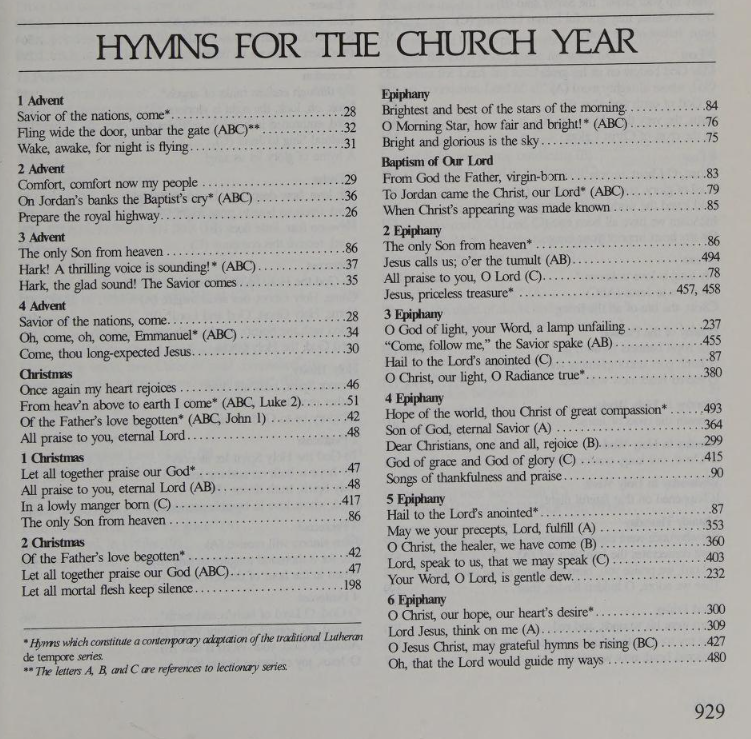 HYMNS FOR THE CHURCH YEAR
1 Advent
Savior of the nations, come*. . . . . . . . . . . . . . . . . . . . . . . . . .28
Fling wide the door, unbar the gate (ABC)**. . . . . . . . . . . . .32
Wake, awake, for night is flying. . . . . . . . . . . . . . . . . . . . . . .31
2 Advent
Comfort, comfort now my people . . . . . . . . . . . . . . . . . . . . .29
On Jordan's banks the Baptist's cry* (ABC) . . . . . . . . . . . . . .36
Prepare the royal highway. . . . . . . . . . . . . . . . . . . . . . . . . . .26
3 Advent
The only Son from heaven . . . . . . . . . . . . . . . . . . . . . . . . . .86
Hark! A thrilling voice is sounding!* (ABC). . . . . . . . . . . . . .37
Hark, the glad sound! The Savior comes. . . . . . . . . . . . . . . .35
4 Advent
Savior of the nations, come. . . . . . . . . . . . . . . . . . . . . . . . . .28
Oh, come, oh, come, Emmanuel* (ABC) . . . . . . . . . . . . . . . .34
Come, thou long-expected Jesus. . . . . . . . . . . . . . . . . . . . . . .30
Christmas
Once again my heart rejoices . . . . . . . . . . . . . . . . . . . . . . . .46
From heav'n above to earth I come* (ABC, Luke 2). . . . . . . .51
Of the Father's love begotten* (ABC, John 1) . . . . . . . . . . . .42
All praise to you, eternal Lord. . . . . . . . . . . . . . . . . . . . . . . .48
1 Christmas
Let all together praise our God* . . . . . . . . . . . . . . . . . . . . . .47
All praise to you, eternal Lord (AB). . . . . . . . . . . . . . . . . . . .48
In a lowly manger born (C) . . . . . . . . . . . . . . . . . . . . . . . .417
The only Son from heaven . . . . . . . . . . . . . . . . . . . . . . . . . .86
2 Christmas
Of the Father's love begotten* . . . . . . . . . . . . . . . . . . . . . . .42
Let all together praise our God (ABC). . . . . . . . . . . . . . . . . .47
Let all mortal flesh keep silence. . . . . . . . . . . . . . . . . . . . . .198
* Hymns which constitute a contemporary adaptation of the traditional Lutheran
de tempore series.
** The letters A, B, and C are references to lectionary series.
Epiphany
Brightest and best of the stars of the morning. . . . . . . . . . . . .84
O Morning Star, how fair and bright!* (ABC). . . . . . . . . . . . .76
Bright and glorious is the sky. . . . . . . . . . . . . . . . . . . . . . . . .75
Baptism of Our Lord
From God the Father, virgin-born. . . . . . . . . . . . . . . . . . . . . .83
To Jordan came the Christ, our Lord* (ABC). . . . . . . . . . . . .79
When Christ's appearing was made known . . . . . . . . . . . . . .85
2 Epiphany
The only Son from heaven* . . . . . . . . . . . . . . . . . . . . . . . . .86
Jesus calls us; o'er the tumult (AB). . . . . . . . . . . . . . . . . . . .494
All praise to you, O Lord (C). . . . . . . . . . . . . . . . . . . . . . . . .78
Jesus, priceless treasure* . . . . . . . . . . . . . . . . . . . . . . 457, 458
3 Epiphany
O God of light, your Word, a lamp unfailing. . . . . . . . . . . .237
“Come, follow me,” the Savior spake (AB) . . . . . . . . . . . . .455
Hail to the Lord's anointed (C) . . . . . . . . . . . . . . . . . . . . . . .87
O Christ, our light, O Radiance true*. . . . . . . . . . . . . . . . . .380
4 Epiphany
Hope of the world, thou Christ of great compassion* . . . . . .493
Son of God, eternal Savior (A) . . . . . . . . . . . . . . . . . . . . . .364
Dear Christians, one and all, rejoice (B). . . . . . . . . . . . . . . .299
God of grace and God of glory (C) . . . . . . . . . . . . . . . . . . .415
Songs of thankfulness and praise. . . . . . . . . . . . . . . . . . . . . .90
5 Epiphany
Hail to the Lord's anointed*. . . . . . . . . . . . . . . . . . . . . . . . . .87
May we your precepts, Lord, fulfill (A) . . . . . . . . . . . . . . . .353
O Christ, the healer, we have come (B) . . . . . . . . . . . . . . . .360
Lord, speak to us, that we may speak (C) . . . . . . . . . . . . . .403
Your Word, O Lord, is gentle dew. . . . . . . . . . . . . . . . . . . .232
6 Epiphany
O Christ, our hope, our heart's desire*. . . . . . . . . . . . . . . . .300
Lord Jesus, think on me (A). . . . . . . . . . . . . . . . . . . . . . . . .309
O Jesus Christ, may grateful hymns be rising (BC) . . . . . . . .427
Oh, that the Lord would guide my ways . . . . . . . . . . . . . . .480
929